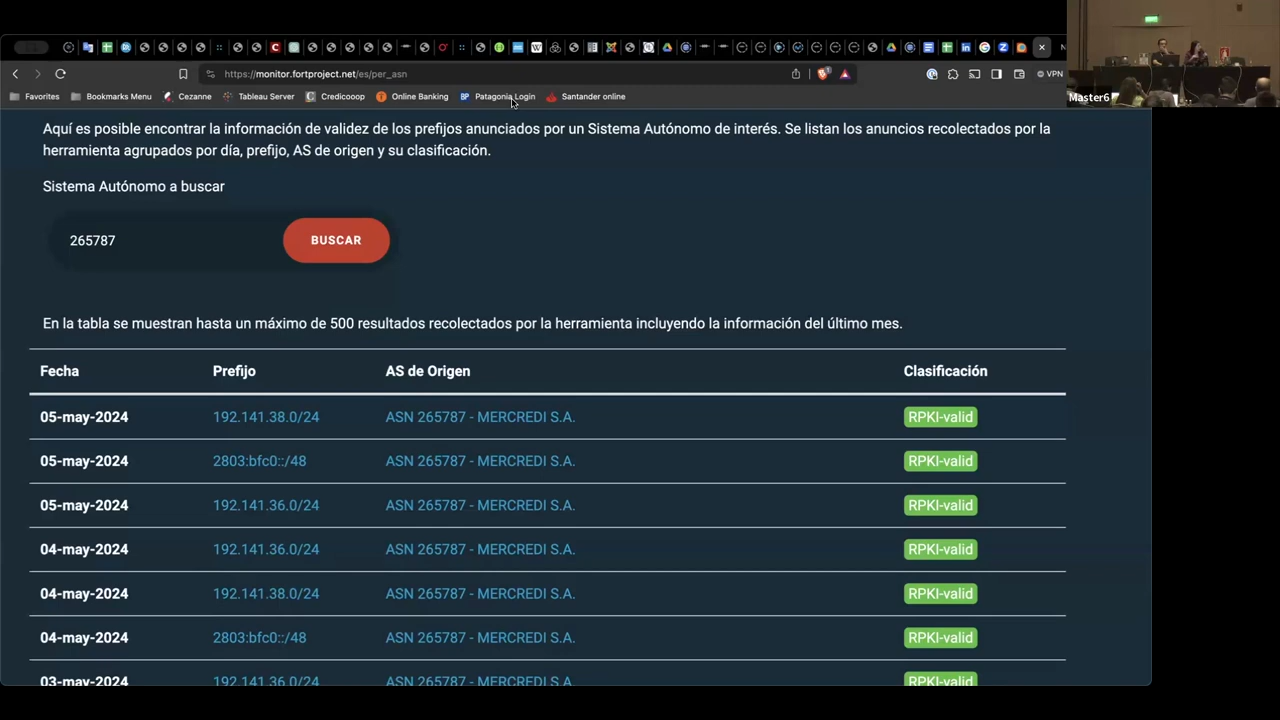 https://monitor.fortproject.net/es/per_asn
VPN
Favorites
Bookmarks Menu
Cezanne
Tableau Server
Credicooop
Online Banking
Patagonia Login
Santander online
Master6
Aquí es posible encontrar la información de validez de los prefijos anunciados por un Sistema Autónomo de interés. Se listan los anuncios recolectados por la
herramienta agrupados por día, prefijo, AS de origen y su clasificación.
Sistema Autónomo a buscar
265787
BUSCAR
En la tabla se muestran hasta un máximo de 500 resultados recolectados por la herramienta incluyendo la información del último mes.
Fecha Prefijo AS de Origen Clasificación
05-may-2024 192.141.38.0/24 ASN 265787 - MERCREDI S.A. RPKI-valid
05-may-2024 2803:bfc0::/48 ASN 265787 - MERCREDI S.A. RPKI-valid
05-may-2024 192.141.36.0/24 ASN 265787 - MERCREDI S.A. RPKI-valid
04-may-2024 192.141.36.0/24 ASN 265787 - MERCREDI S.A. RPKI-valid
04-may-2024 192.141.38.0/24 ASN 265787 - MERCREDI S.A. RPKI-valid
04-may-2024 2803:bfc0::/48 ASN 265787 - MERCREDI S.A. RPKI-valid
03-may-2024 192.141.36.0/24 ASN 265787 - MERCREDI S.A. RPKI-valid